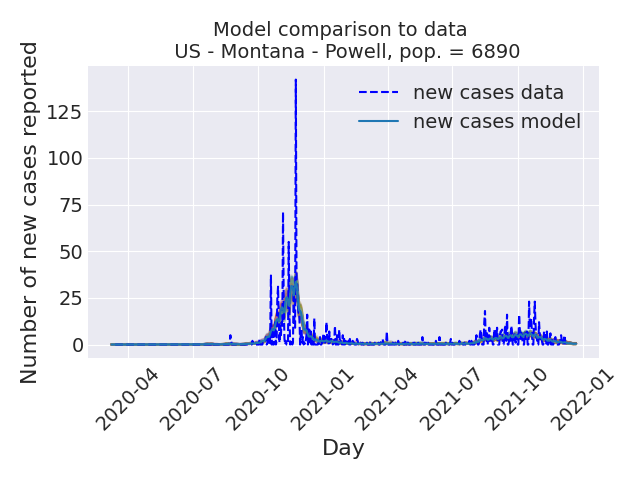 Model comparison to data
US - Montana - Powell, pop. = 6890
Number of new cases reported
new cases data
new cases model
125
100
75
50
25
0
2020-04
2020-07
2020-10
2021-01
2021-04
2021-07
2021-10
2022-01
Day